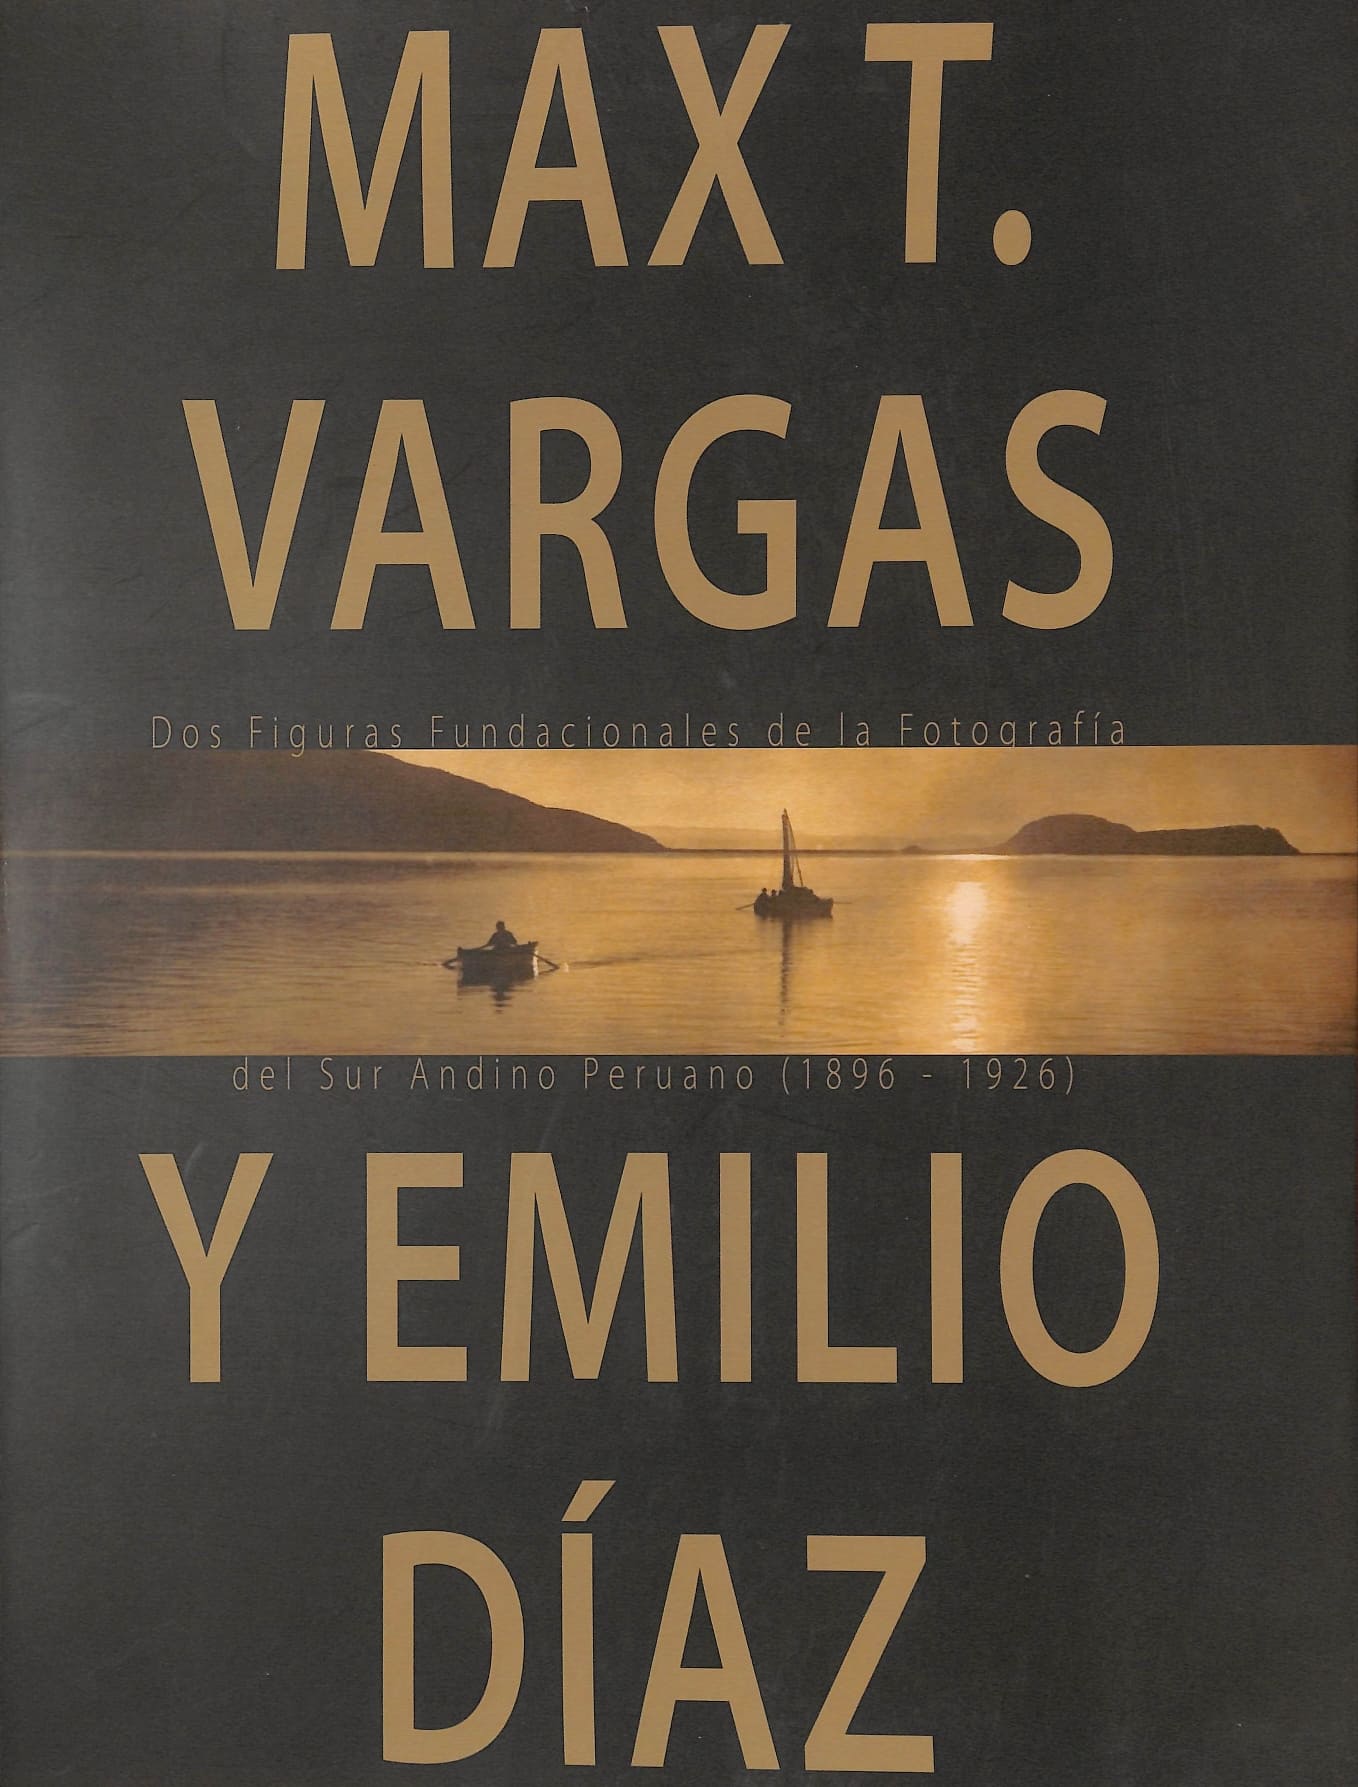 MAX T.
VARGAS
Dos Figuras Fundacionales de la Fotografía
del Sur Andino Peruano (1896 - 1926)
Y EMILIO
DÍAZ